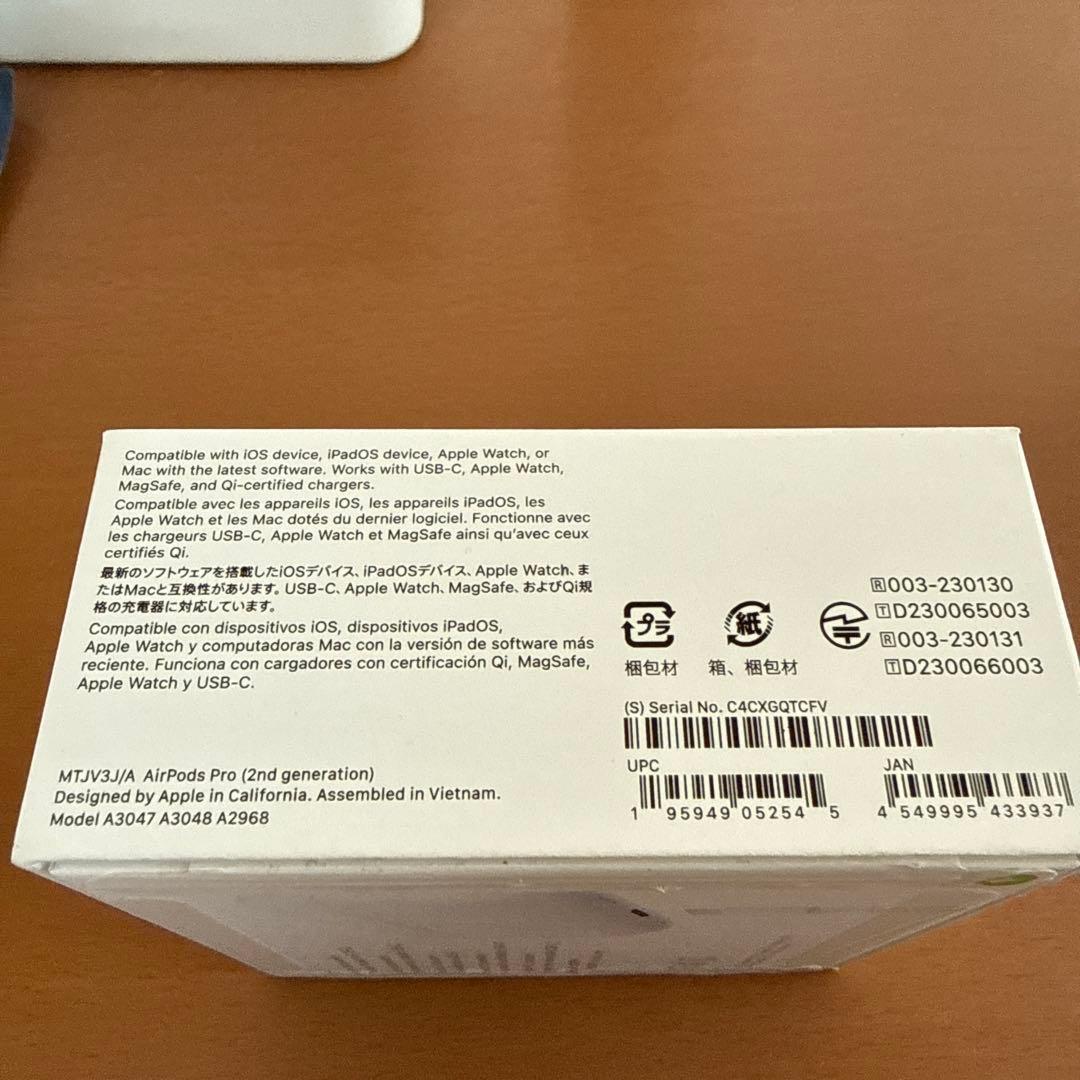 Compatible with iOS device, iPadOS device, Apple Watch, or
Mac with the latest software. Works with USB-C, Apple Watch,
MagSafe, and Qi-certified chargers.
Compatible avec les appareils iOS, les appareils iPadOS, les
Apple Watch et les Mac dotés du dernier logiciel. Fonctionne avec
les chargeurs USB-C, Apple Watch et MagSafe ainsi qu'avec ceux
certifiés Qi.
最新のソフトウェアを搭載したiOSデバイス、iPadOSデバイス、Apple Watch、ま
たはMacと互換性があります。USB-C、Apple Watch、MagSafe、およびQi規
格の充電器に対応しています。
Compatible con dispositivos iOS, dispositivos iPadOS,
Apple Watch y computadoras Mac con la versión de software más
reciente. Funciona con cargadores con certificación Qi, MagSafe,
Apple Watch y USB-C.
MTJV3J/A AirPods Pro (2nd generation)
Designed by Apple in California. Assembled in Vietnam.
Model A3047 A3048 A2968
プラ
梱包材
紙
箱、梱包材
R 003-230130
T D230065003
R 003-230131
T D230066003
(S) Serial No. C4CXGQTCFV
UPC
1 95949 05254 5
JAN
4 549995 433937